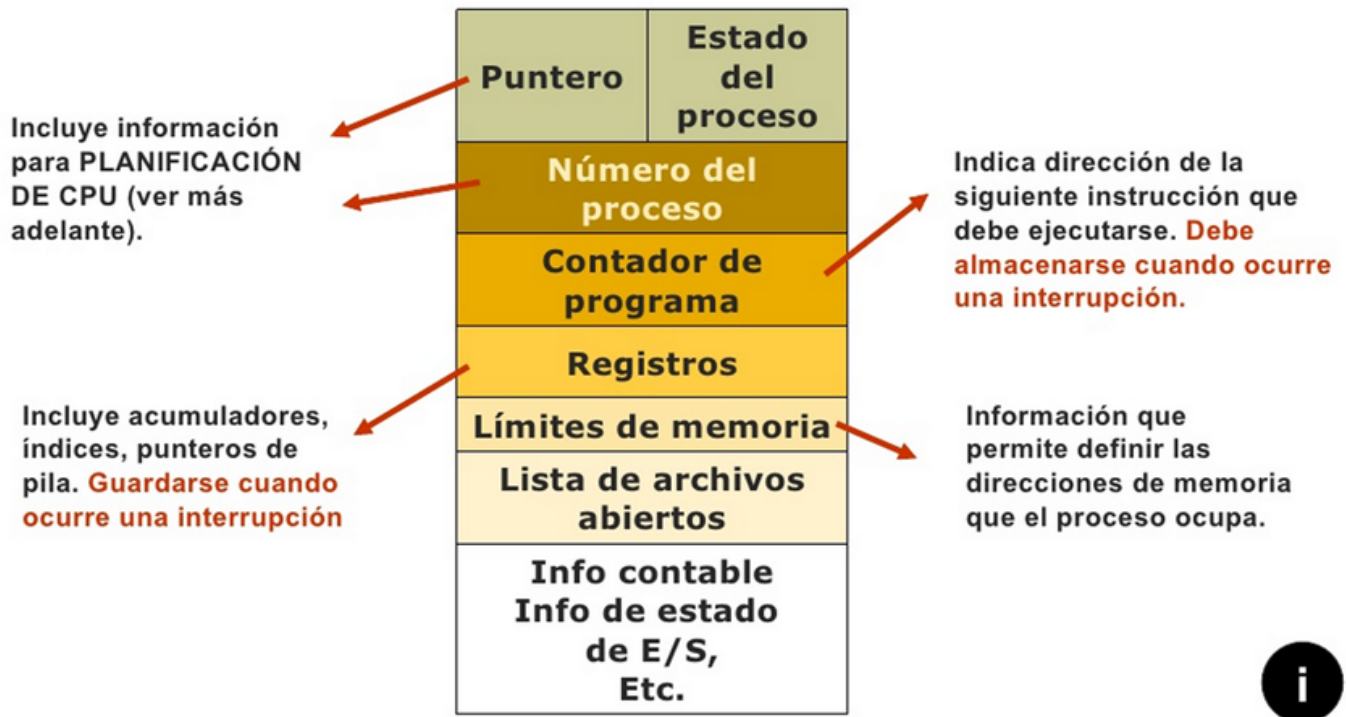 Puntero
Estado
del
proceso
Incluye información
para PLANIFICACIÓN
DE CPU (ver más
adelante).
Número del
proceso
Indica dirección de la
siguiente instrucción que
debe ejecutarse. Debe
almacenarse cuando ocurre
una interrupción.
Contador de
programa
Registros
Incluye acumuladores,
índices, punteros de
pila. Guardarse cuando
ocurre una interrupción
Límites de memoria
Información que
permite definir las
direcciones de memoria
que el proceso ocupa.
Lista de archivos
abiertos
Info contable
Info de estado
de E/S,
Etc.
i